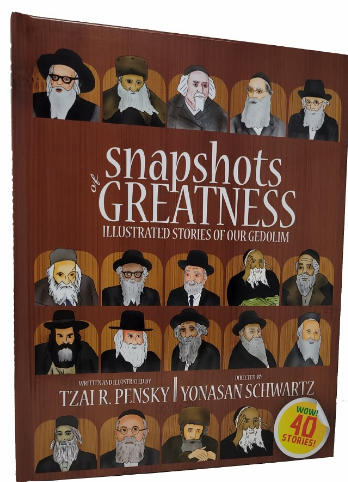 snapshots
of
GREATNESS
ILLUSTRATED STORIES OF OUR GEDOLIM
WRITTEN AND ILLUSTRATED BY
TZAI R. PENSKY
DIRECTED BY
YONASAN SCHWARTZ
WOW!
40
STORIES!